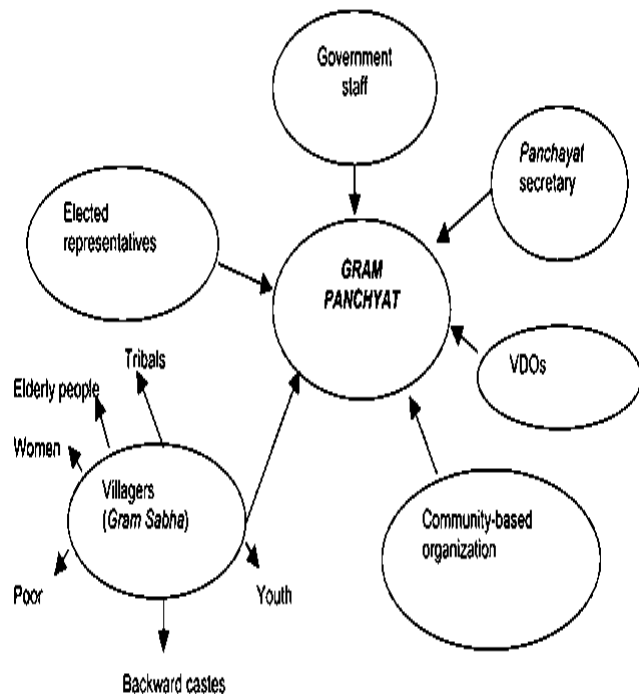 Government
staff
Panchayat
secretary
Elected
representatives
GRAM
PANCHYAT
VDOs
Tribals
Elderly people
Women
Villagers
(Gram Sabha)
Community-based
organization
Poor
Youth
Backward castes